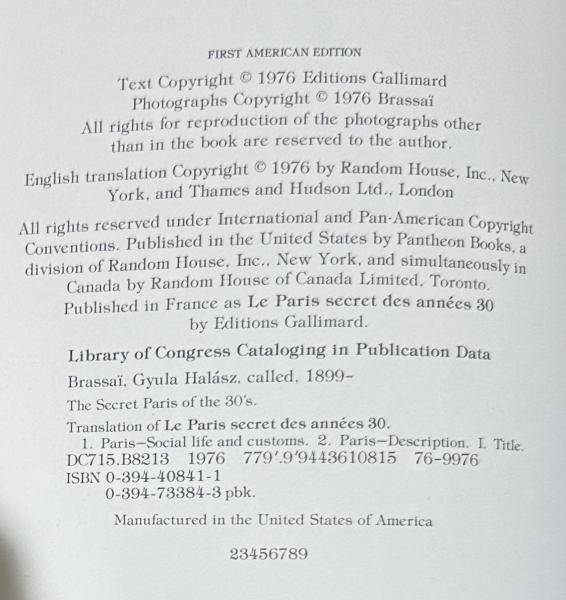 FIRST AMERICAN EDITION
Text Copyright © 1976 Editions Gallimard
Photographs Copyright © 1976 Brassaï
All rights for reproduction of the photographs other
than in the book are reserved to the author.
English translation Copyright © 1976 by Random House, Inc., New
York, and Thames and Hudson Ltd., London
All rights reserved under International and Pan-American Copyright
Conventions. Published in the United States by Pantheon Books, a
division of Random House, Inc., New York, and simultaneously in
Canada by Random House of Canada Limited, Toronto.
Published in France as Le Paris secret des années 30
by Editions Gallimard.
Library of Congress Cataloging in Publication Data
Brassaï, Gyula Halász, called, 1899–
The Secret Paris of the 30's.
Translation of Le Paris secret des années 30.
1. Paris—Social life and customs. 2. Paris—Description. I. Title.
DC715.B8213 1976 779'.9'9443610815 76-9976
ISBN 0-394-40841-1
0-394-73384-3 pbk.
Manufactured in the United States of America
23456789